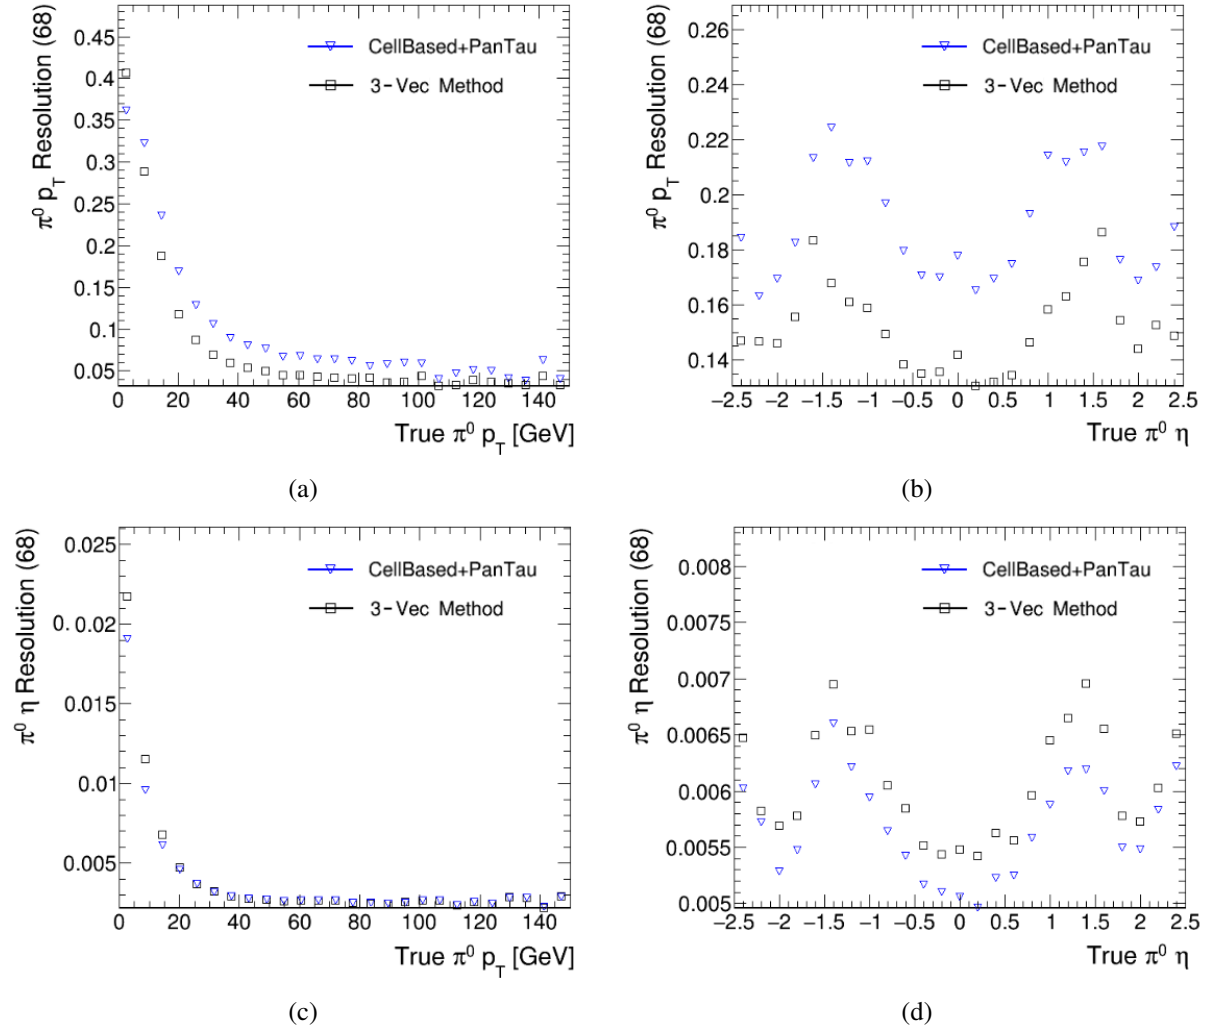 π⁰ p_T Resolution (68)
0.45
0.4
0.35
0.3
0.25
0.2
0.15
0.1
0.05
CellBased+PanTau
3-Vec Method
0 20 40 60 80 100 120 140
True π⁰ p_T [GeV]
(a)
π⁰ p_T Resolution (68)
0.26
0.24
0.22
0.2
0.18
0.16
0.14
CellBased+PanTau
3-Vec Method
−2.5 −2 −1.5 −1 −0.5 0 0.5 1 1.5 2 2.5
True π⁰ η
(b)
π⁰ η Resolution (68)
0.025
0.0.02
0.015
0.01
0.005
CellBased+PanTau
3-Vec Method
0 20 40 60 80 100 120 140
True π⁰ p_T [GeV]
(c)
π⁰ η Resolution (68)
0.008
0.0075
0.007
0.0065
0.006
0.0055
0.005
CellBased+PanTau
3-Vec Method
−2.5 −2 −1.5 −1 −0.5 0 0.5 1 1.5 2 2.5
True π⁰ η
(d)